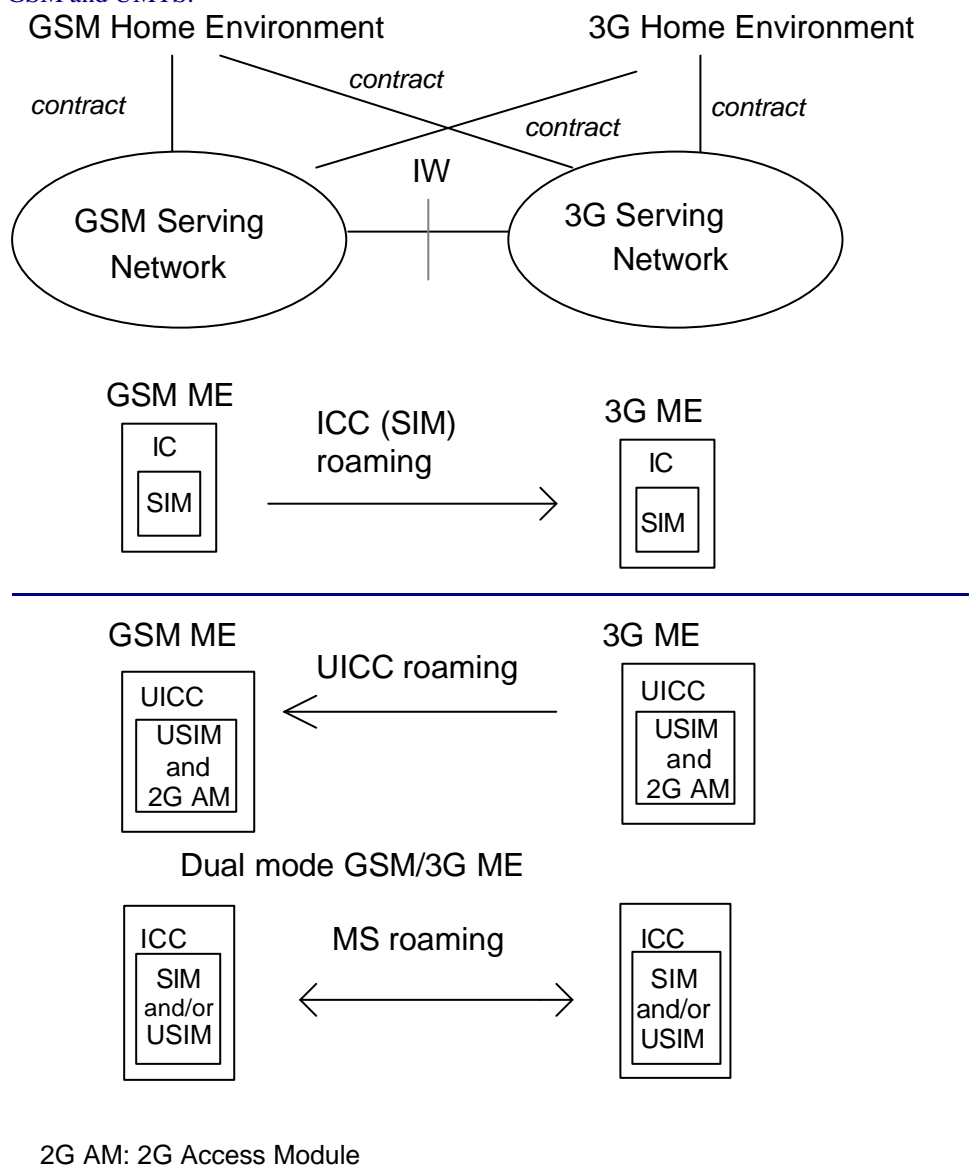 GSM and UMTS.
GSM Home Environment
3G Home Environment
contract
contract
contract
contract
IW
GSM Serving
Network
3G Serving
Network
GSM ME
ICC (SIM)
roaming
3G ME
IC
SIM
IC
SIM
GSM ME
UICC roaming
3G ME
UICC
USIM
and
2G AM
UICC
USIM
and
2G AM
Dual mode GSM/3G ME
ICC
SIM
and/or
USIM
MS roaming
ICC
SIM
and/or
USIM
2G AM: 2G Access Module